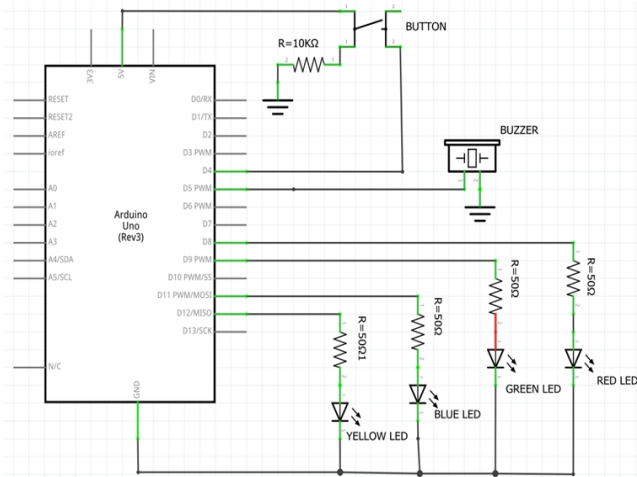 BUTTON
R=10KΩ
3V3
5V
VIN
RESET
D0/RX
RESET2
D1/TX
AREF
D2
ioref
D3 PWM
D4
BUZZER
A0
D5 PWM
A1
D6 PWM
A2
D7
A3
D8
Arduino
Uno
(Rev3)
A4/SDA
D9 PWM
A5/SCL
D10 PWM/SS
D11 PWM/MOSI
D12/MISO
D13/SCK
N/C
GND
R=50Ω1
R=50Ω
R=50Ω
R=50Ω
GREEN LED
RED LED
BLUE LED
YELLOW LED